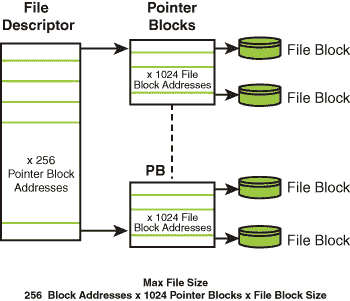 File
Descriptor
Pointer
Blocks
File Block
x 1024 File
Block Addresses
File Block
x 256
Pointer Block
Addresses
PB
File Block
x 1024 File
Block Addresses
File Block
Max File Size
256 Block Addresses x 1024 Pointer Blocks x File Block Size